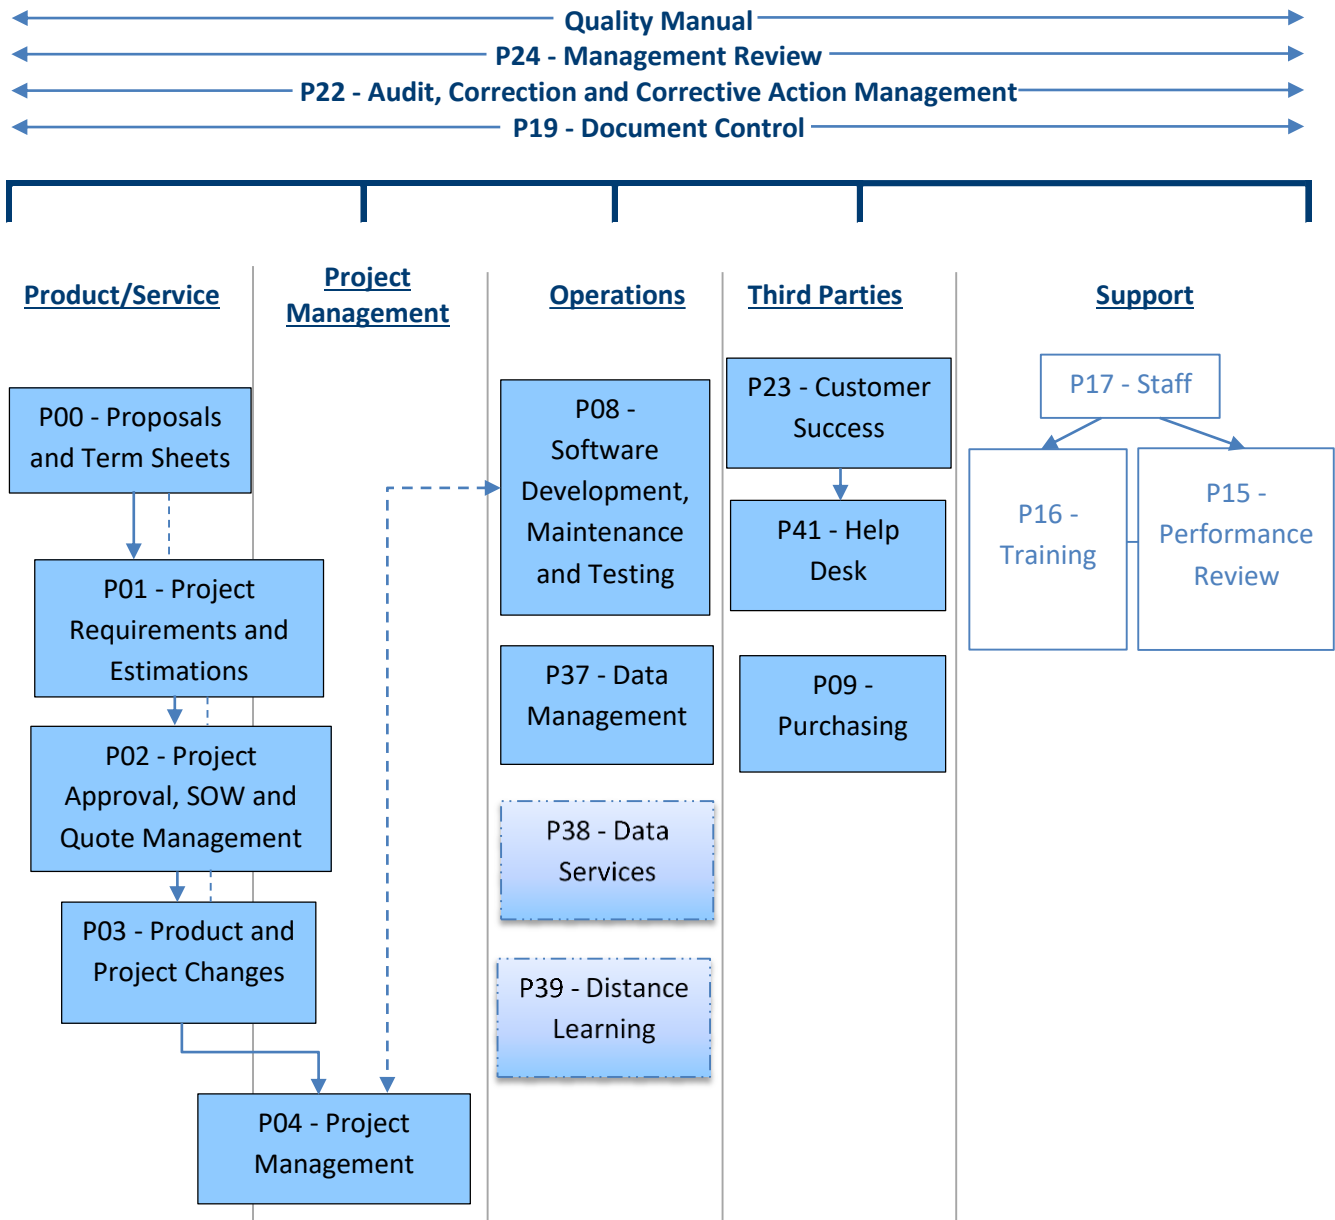 Quality Manual
P24 - Management Review
P22 - Audit, Correction and Corrective Action Management
P19 - Document Control
Product/Service
Project
Management
Operations
Third Parties
Support
P00 - Proposals
and Term Sheets
P01 - Project
Requirements and
Estimations
P02 - Project
Approval, SOW and
Quote Management
P03 - Product and
Project Changes
P04 - Project
Management
P08 -
Software
Development,
Maintenance
and Testing
P37 - Data
Management
P38 - Data
Services
P39 - Distance
Learning
P23 - Customer
Success
P41 - Help
Desk
P09 -
Purchasing
P17 - Staff
P16 -
Training
P15 -
Performance
Review